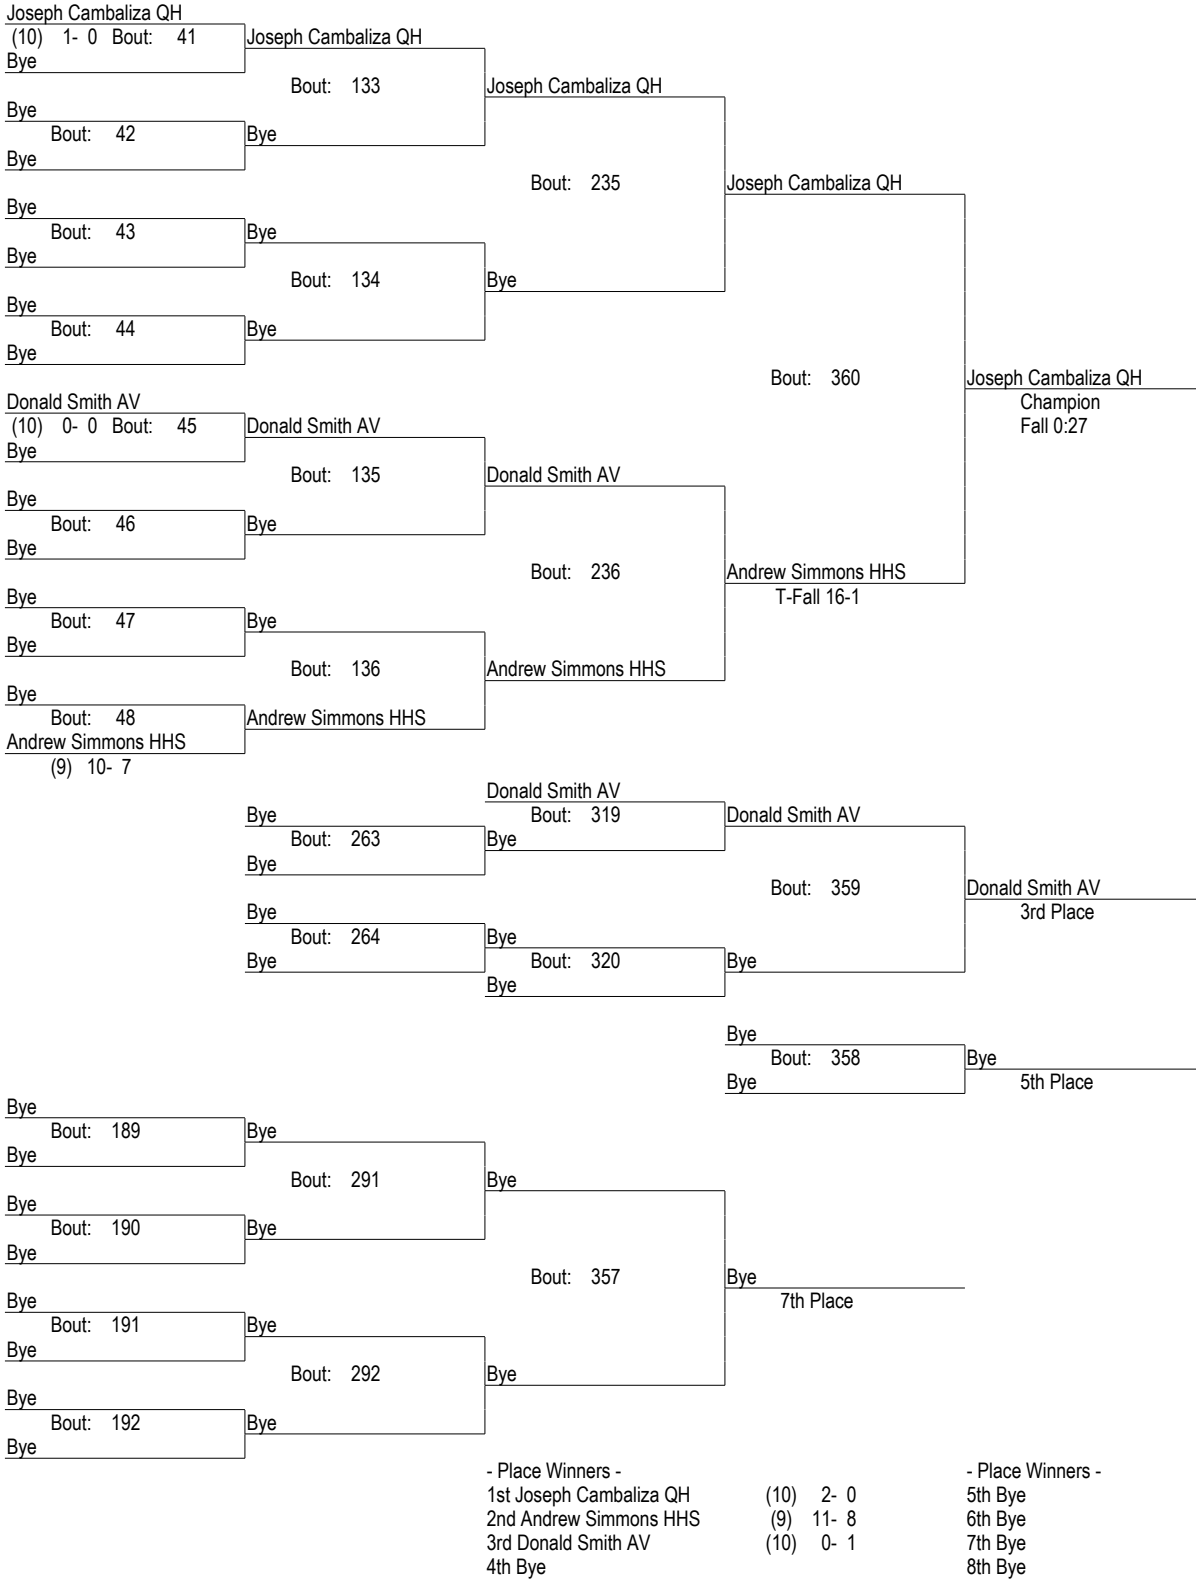 Joseph Cambaliza QH
(10) 1- 0 Bout: 41 Joseph Cambaliza QH
Bye
Bout: 133 Joseph Cambaliza QH
Bye
Bout: 42 Bye
Bye
Bout: 235 Joseph Cambaliza QH
Bye
Bout: 43 Bye
Bye
Bout: 134 Bye
Bye
Bout: 44 Bye
Bye
Bout: 360 Joseph Cambaliza QH
Donald Smith AV Champion
(10) 0- 0 Bout: 45 Donald Smith AV Fall 0:27
Bye
Bout: 135 Donald Smith AV
Bye
Bout: 46 Bye
Bye
Bout: 236 Andrew Simmons HHS
Bye T-Fall 16-1
Bout: 47 Bye
Bye
Bout: 136 Andrew Simmons HHS
Bye
Bout: 48 Andrew Simmons HHS
Andrew Simmons HHS
(9) 10- 7
Donald Smith AV
Bye Bout: 319 Donald Smith AV
Bout: 263 Bye
Bye
Bout: 359 Donald Smith AV
Bye 3rd Place
Bout: 264 Bye
Bye Bout: 320 Bye
Bye
Bye
Bout: 358 Bye
Bye 5th Place
Bye
Bout: 189 Bye
Bye
Bout: 291 Bye
Bye
Bout: 190 Bye
Bye
Bout: 357 Bye
Bye 7th Place
Bout: 191 Bye
Bye
Bout: 292 Bye
Bye
Bout: 192 Bye
Bye
- Place Winners - - Place Winners -
1st Joseph Cambaliza QH (10) 2- 0 5th Bye
2nd Andrew Simmons HHS (9) 11- 8 6th Bye
3rd Donald Smith AV (10) 0- 1 7th Bye
4th Bye 8th Bye